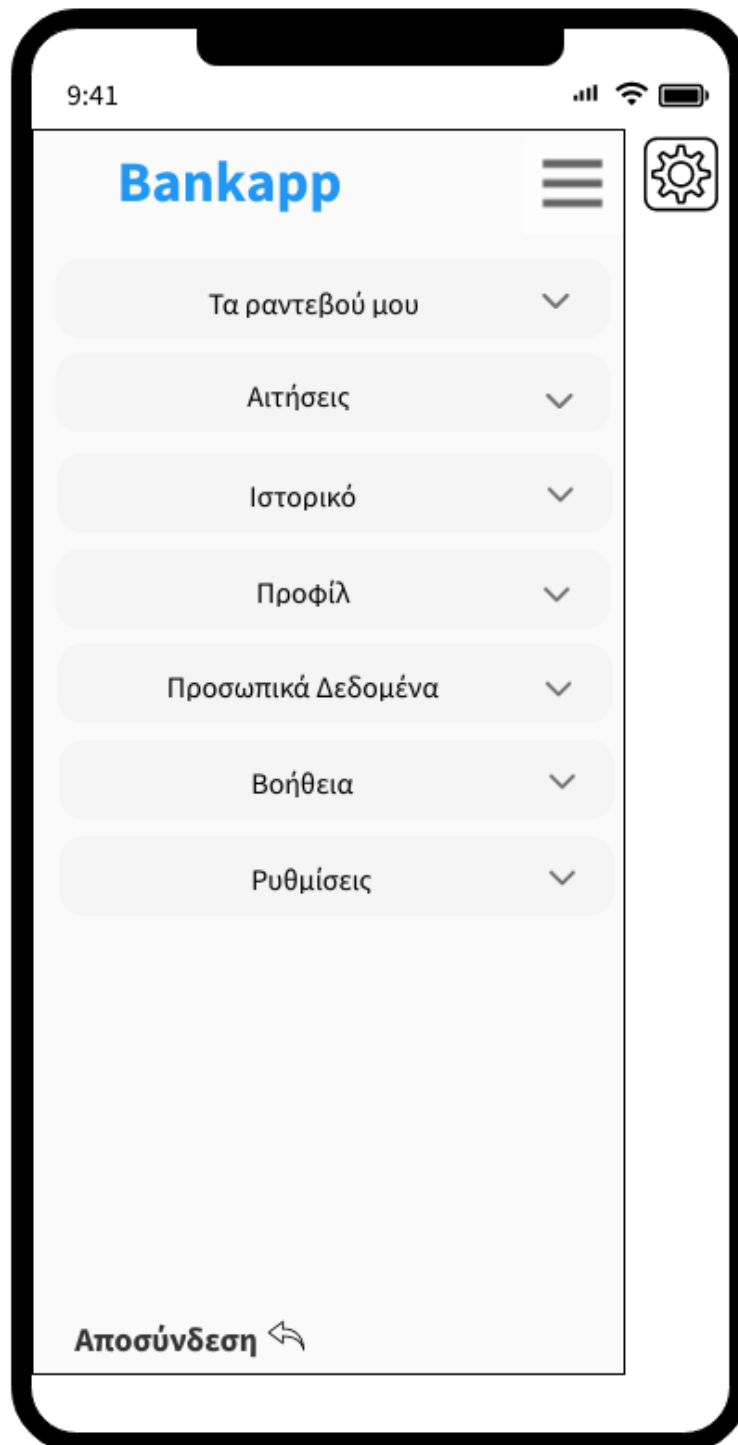 9:41
Bankapp
Τα ραντεβού μου
Αιτήσεις
Ιστορικό
Προφίλ
Προσωπικά Δεδομένα
Βοήθεια
Ρυθμίσεις
Αποσύνδεση